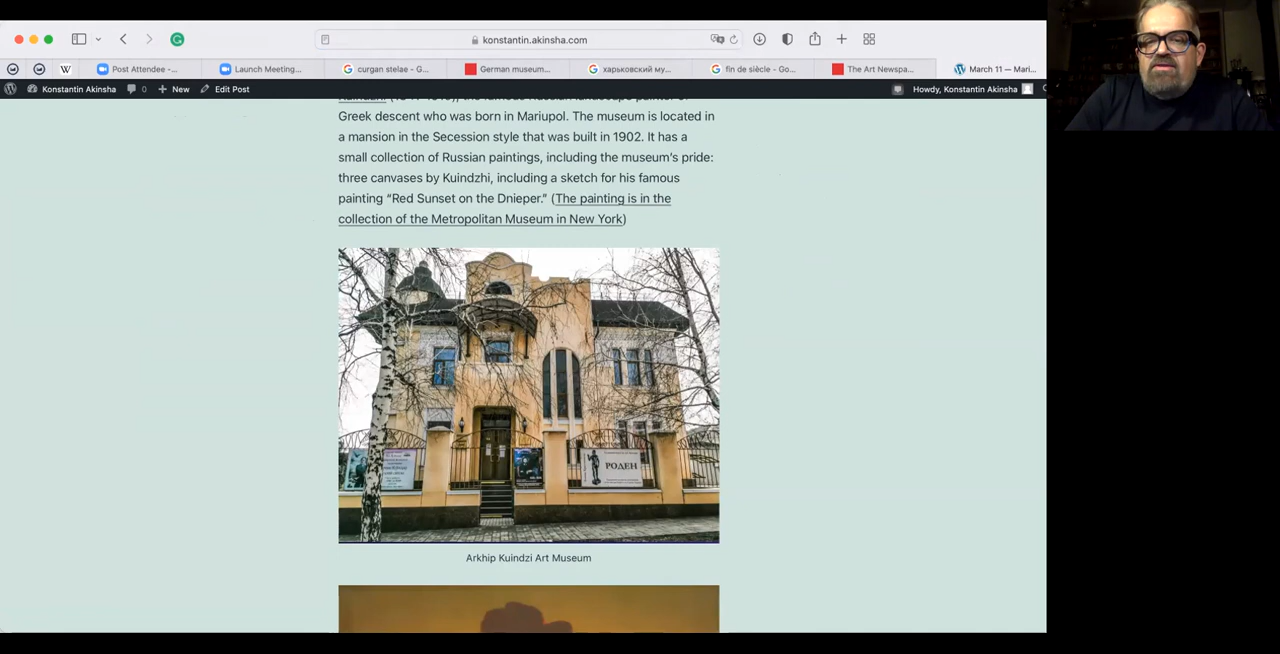 konstantin.akinsha.com
W
Post Attendee -...
Launch Meeting...
curgan stelae - G...
German museum...
харьковский му...
fin de siècle - Go...
The Art Newspa...
March 11 — Mari...
Konstantin Akinsha
0
New
Edit Post
Howdy, Konstantin Akinsha
Greek descent who was born in Mariupol. The museum is located in
a mansion in the Secession style that was built in 1902. It has a
small collection of Russian paintings, including the museum’s pride:
three canvases by Kuindzhi, including a sketch for his famous
painting “Red Sunset on the Dnieper.” (The painting is in the
collection of the Metropolitan Museum in New York)
РОДЕН
Arkhip Kuindzi Art Museum